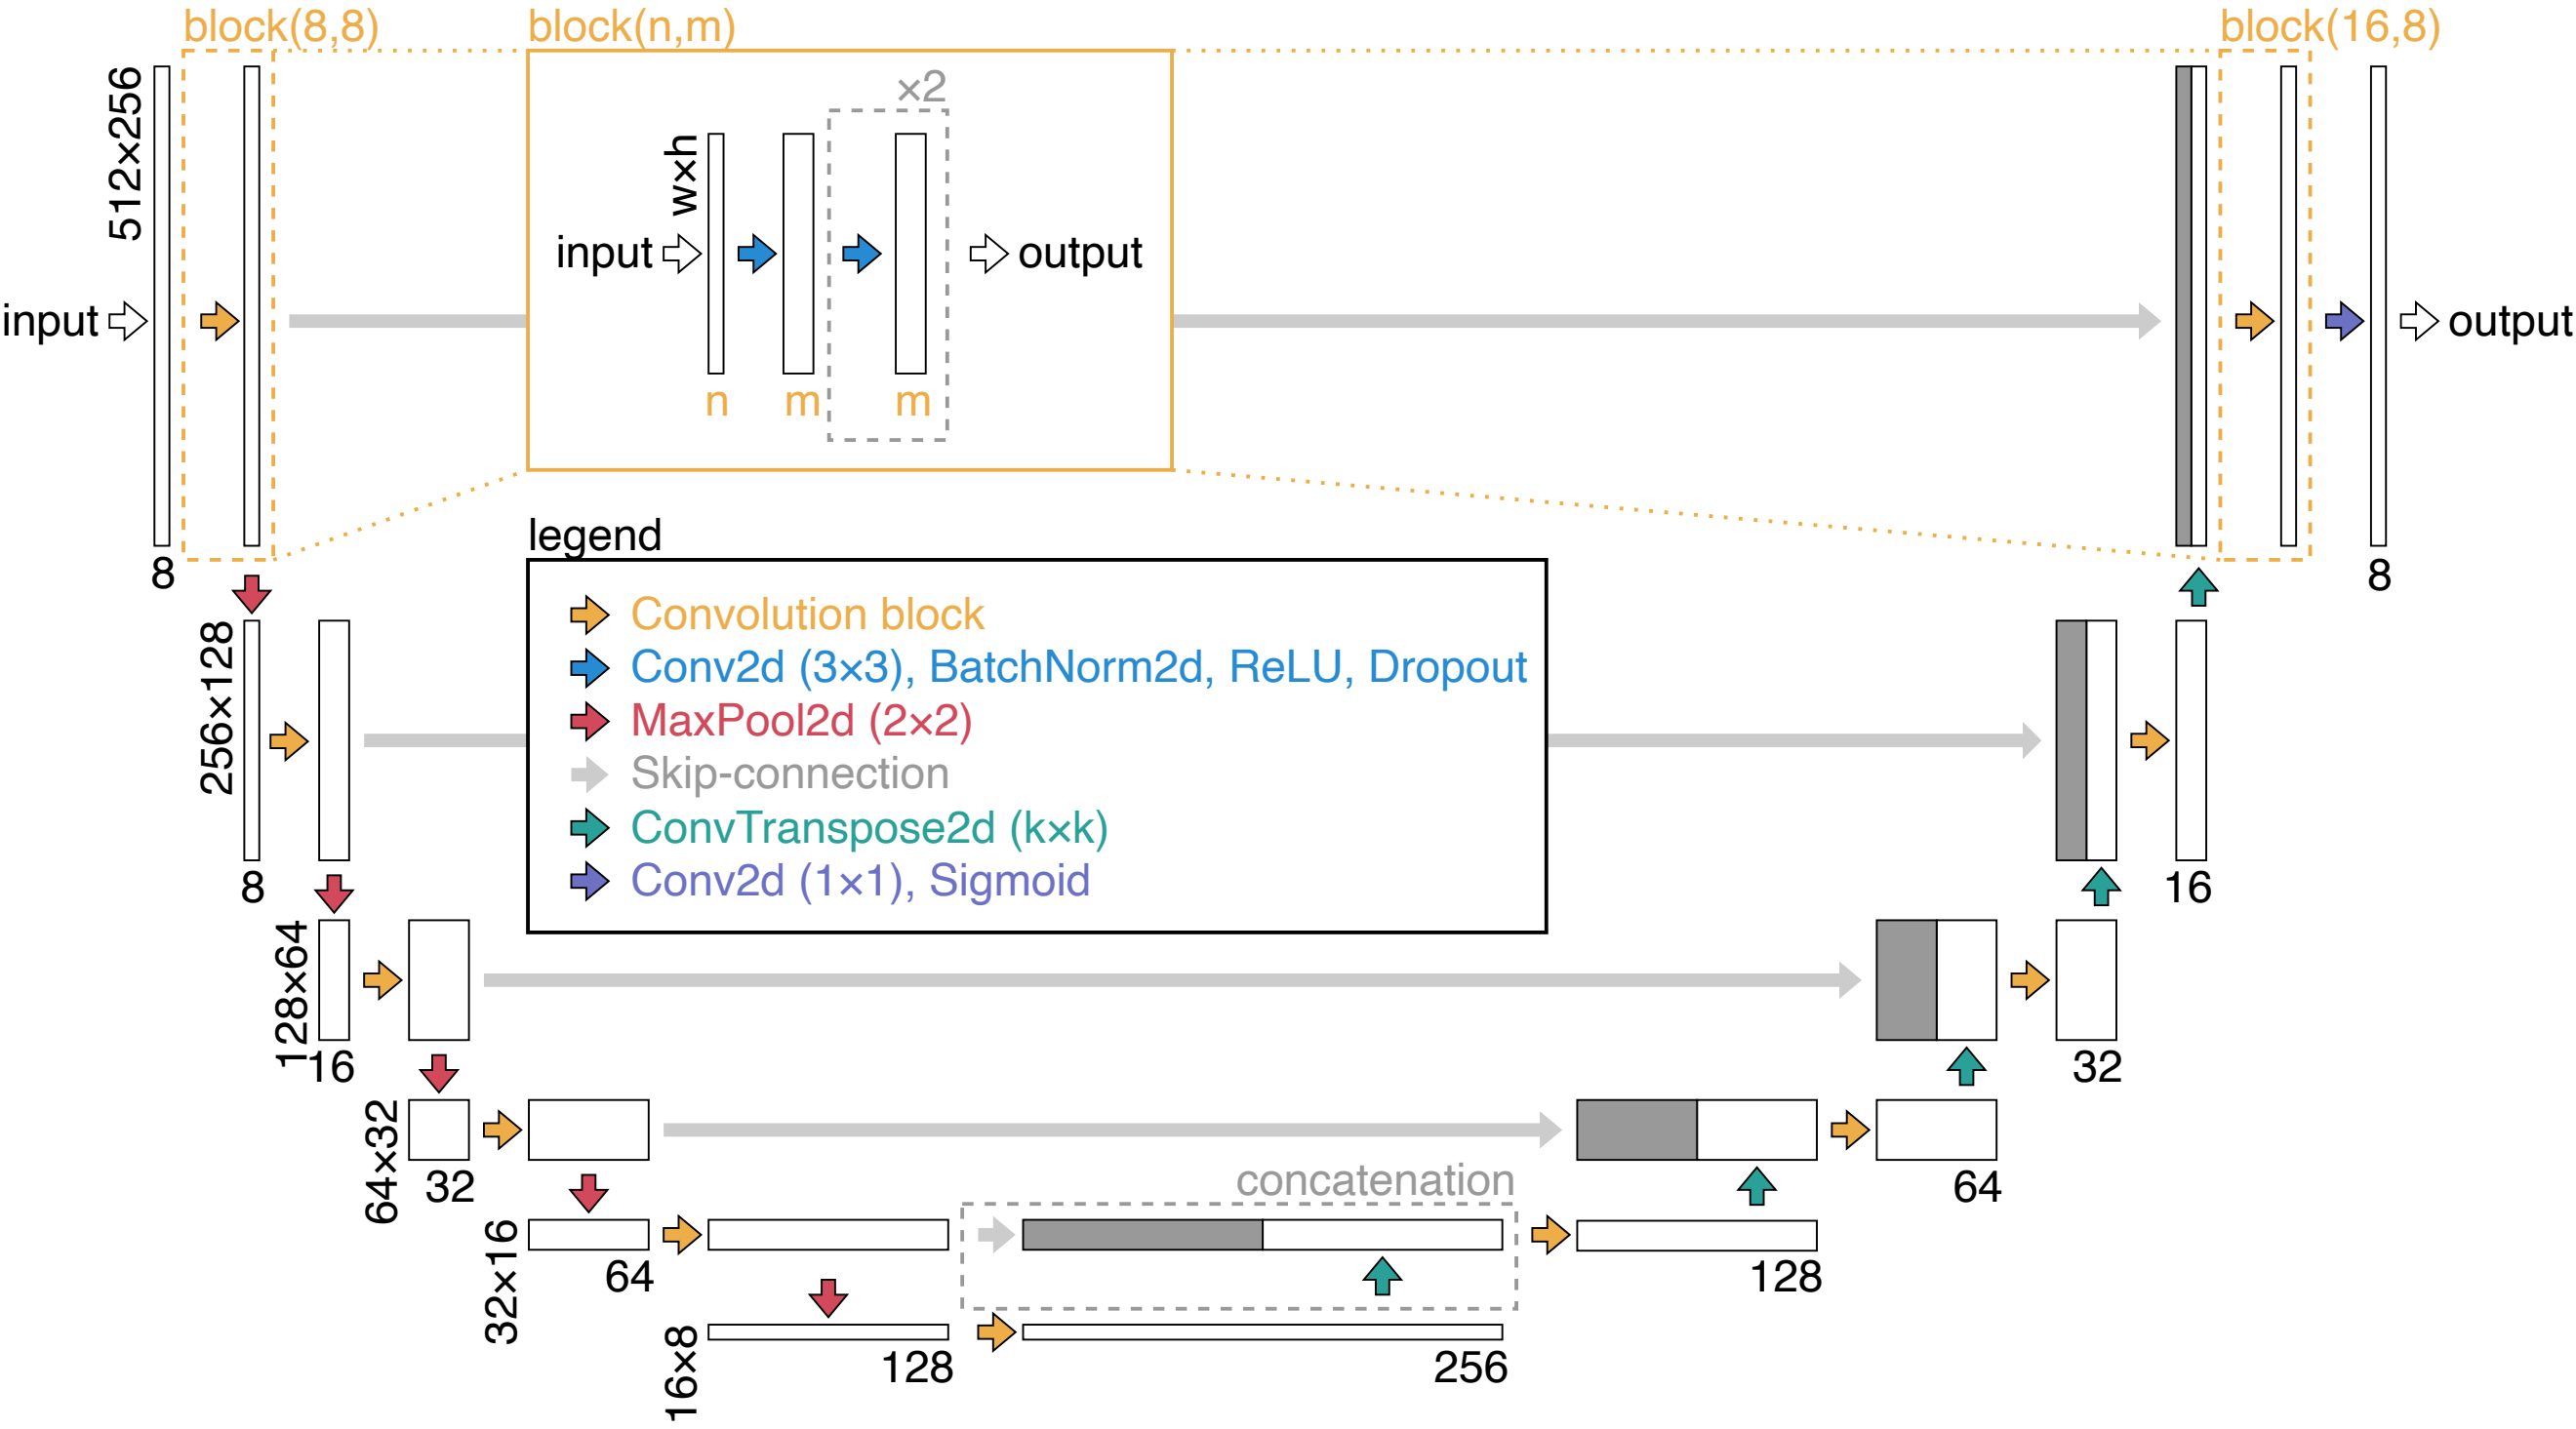 block(8,8)
block(n,m)
block(16,8)
512×256
×2
w×h
input
output
n
m
m
input
output
8
8
legend
Convolution block
Conv2d (3×3), BatchNorm2d, ReLU, Dropout
MaxPool2d (2×2)
Skip-connection
ConvTranspose2d (k×k)
Conv2d (1×1), Sigmoid
256×128
8
16
128×64
16
32
64×32
32
64
concatenation
32×16
64
128
16×8
128
256